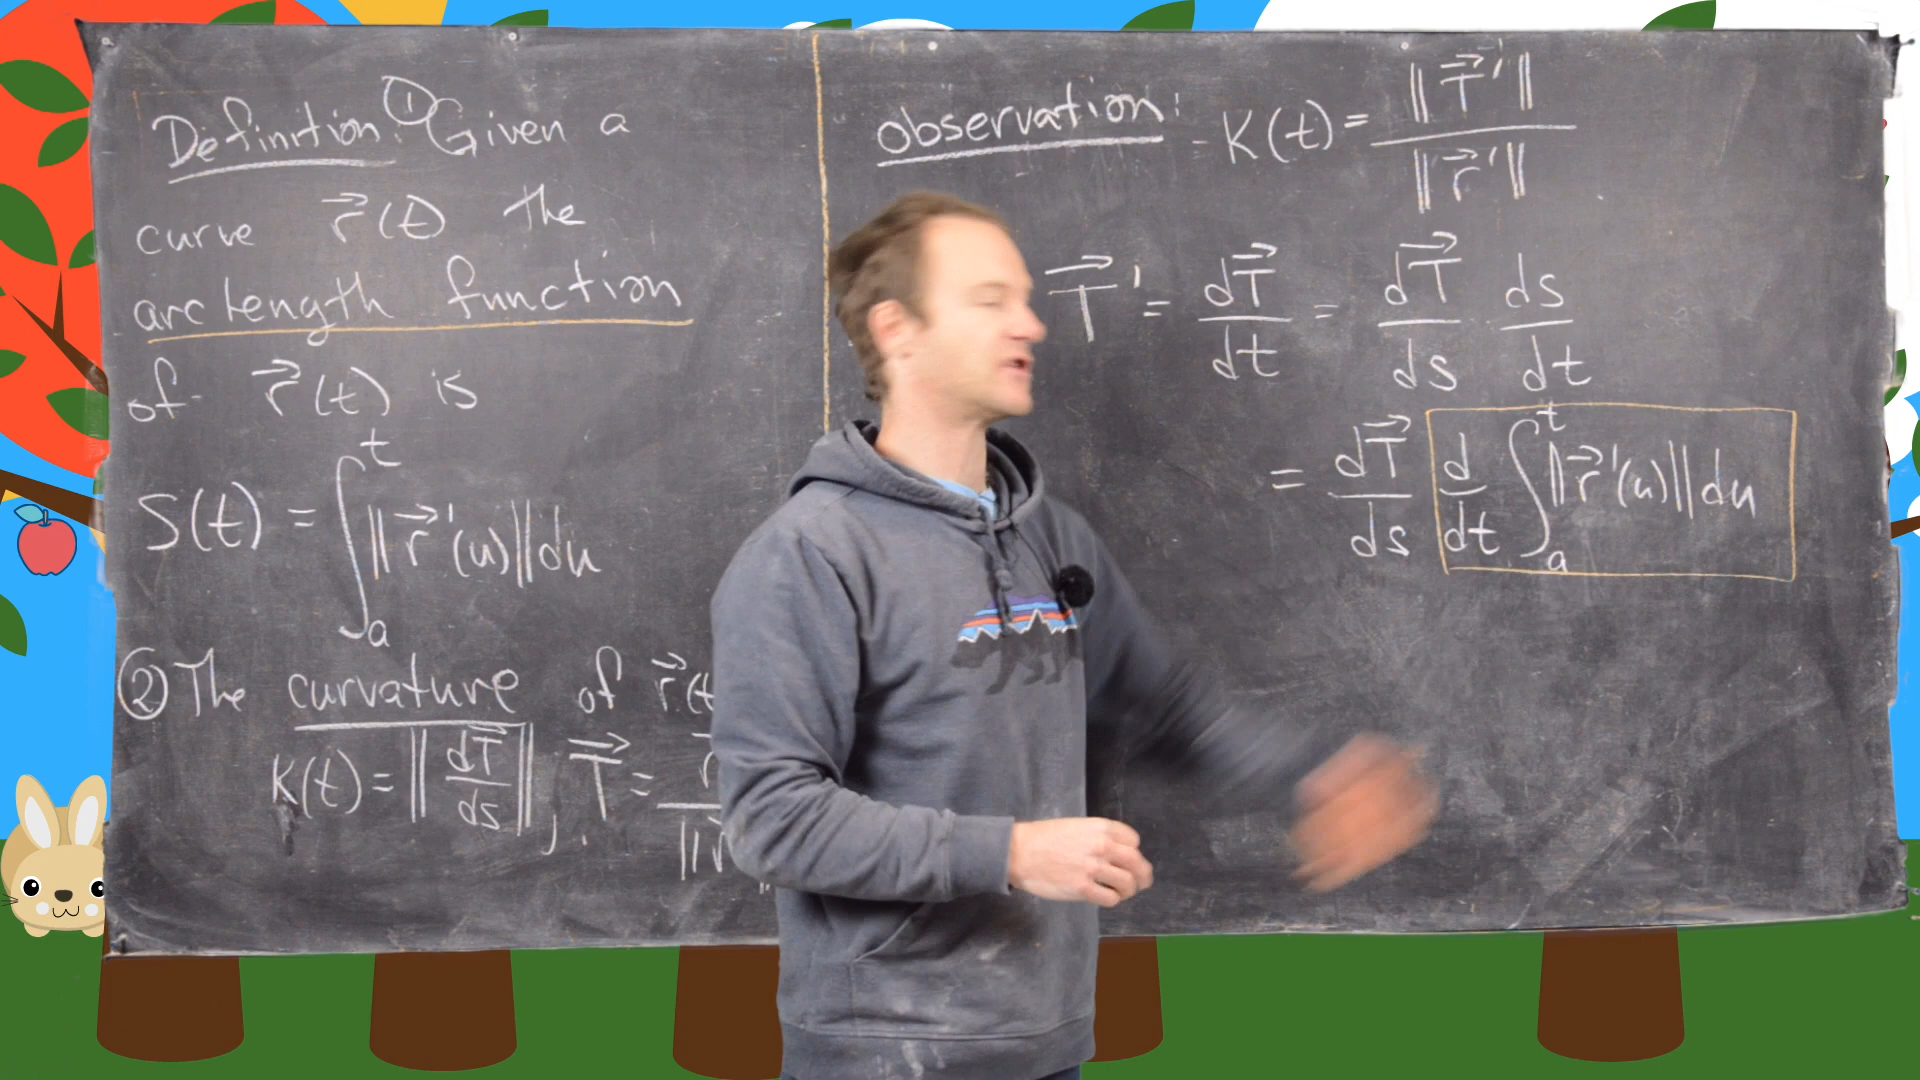 Definition: ① Given a
curve r⃗(t) the
arc length function
of r⃗(t) is
S(t) = ∫ₐᵗ ‖r⃗'(u)‖du
② The curvature of r⃗(t
K(t) = ‖dT⃗/ds‖, T⃗ =
observation: K(t) = ‖T⃗'‖/‖r⃗'‖
T⃗' = dT⃗/dt = dT⃗/ds ds/dt
= dT⃗/ds d/dt ∫ₐᵗ ‖r⃗'(u)‖du